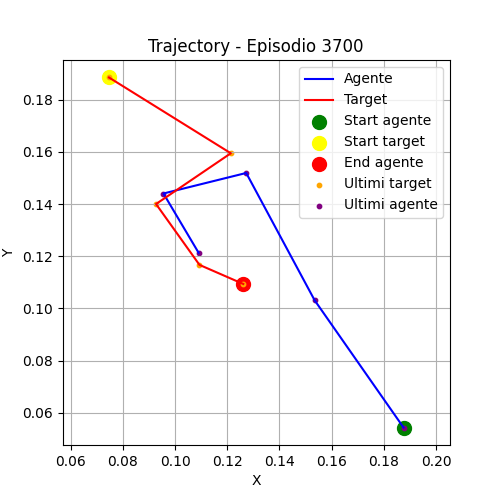 Trajectory - Episodio 3700
Agente
Target
Start agente
Start target
End agente
Ultimi target
Ultimi agente
Y
0.18
0.16
0.14
0.12
0.10
0.08
0.06
0.06 0.08 0.10 0.12 0.14 0.16 0.18 0.20
X